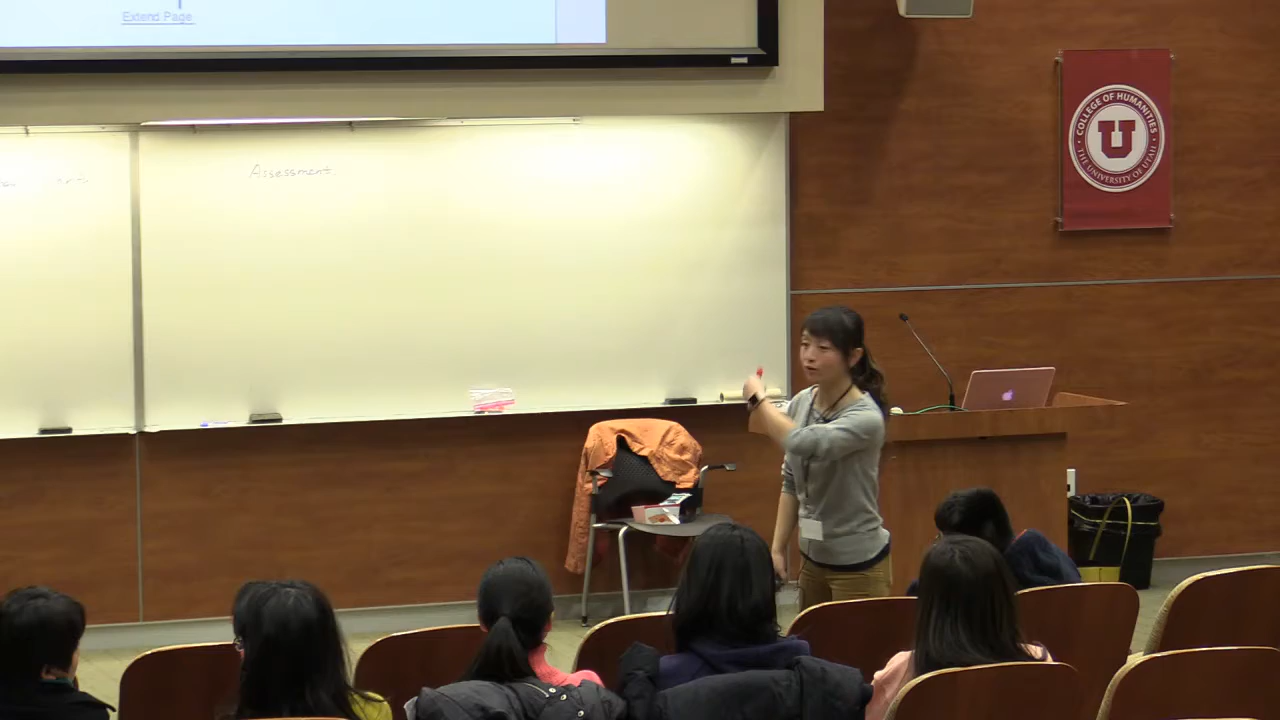 Extend Page
Assessment.
COLLEGE OF HUMANITIES
U
THE UNIVERSITY OF UTAH